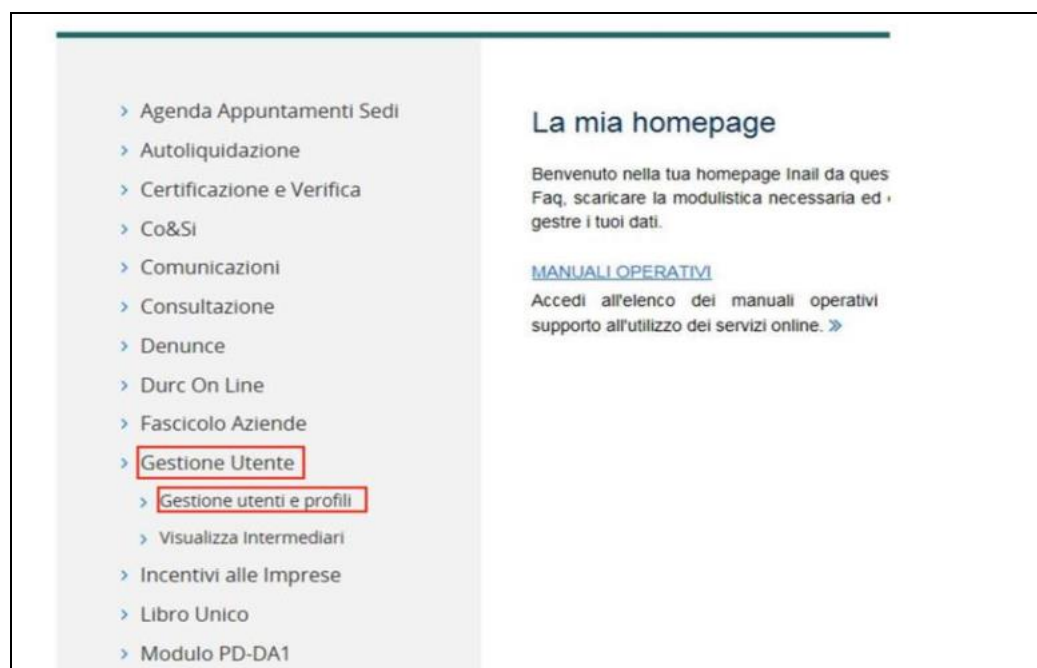 Agenda Appuntamenti Sedi
Autoliquidazione
Certificazione e Verifica
Co&Si
Comunicazioni
Consultazione
Denunce
Durc On Line
Fascicolo Aziende
Gestione Utente
Gestione utenti e profili
Visualizza Intermediari
Incentivi alle Imprese
Libro Unico
Modulo PD-DA1
La mia homepage
Benvenuto nella tua homepage Inail da ques
Faq, scaricare la modulistica necessaria ed
gestre i tuoi dati.
MANUALI OPERATIVI
Accedi all'elenco dei manuali operativi
supporto all'utilizzo dei servizi online. »